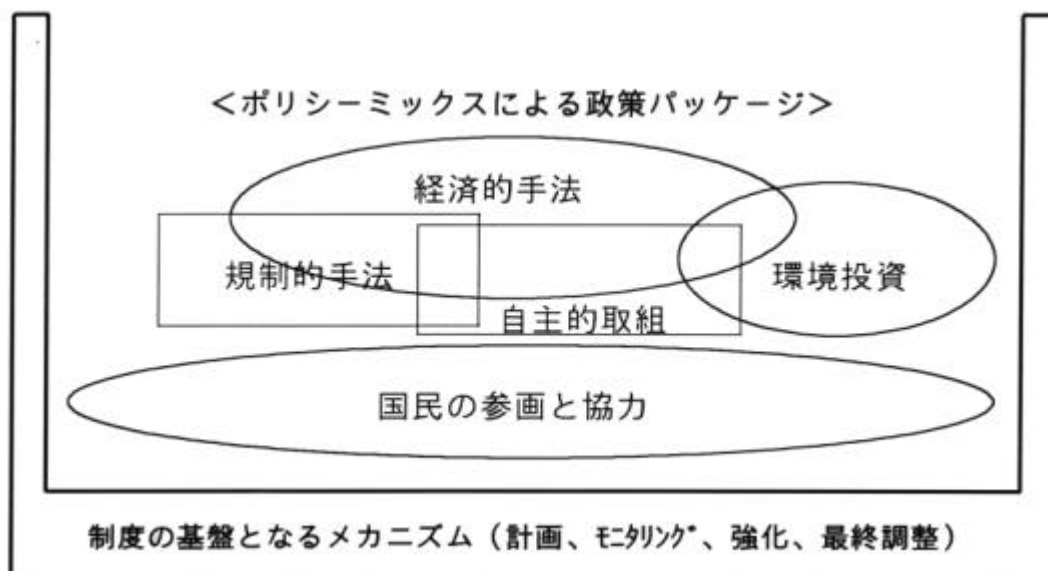 ＜ポリシーミックスによる政策パッケージ＞
経済的手法
規制的手法
環境投資
自主的取組
国民の参画と協力
制度の基盤となるメカニズム（計画、ﾓﾆﾀﾘﾝｸﾞ、強化、最終調整）